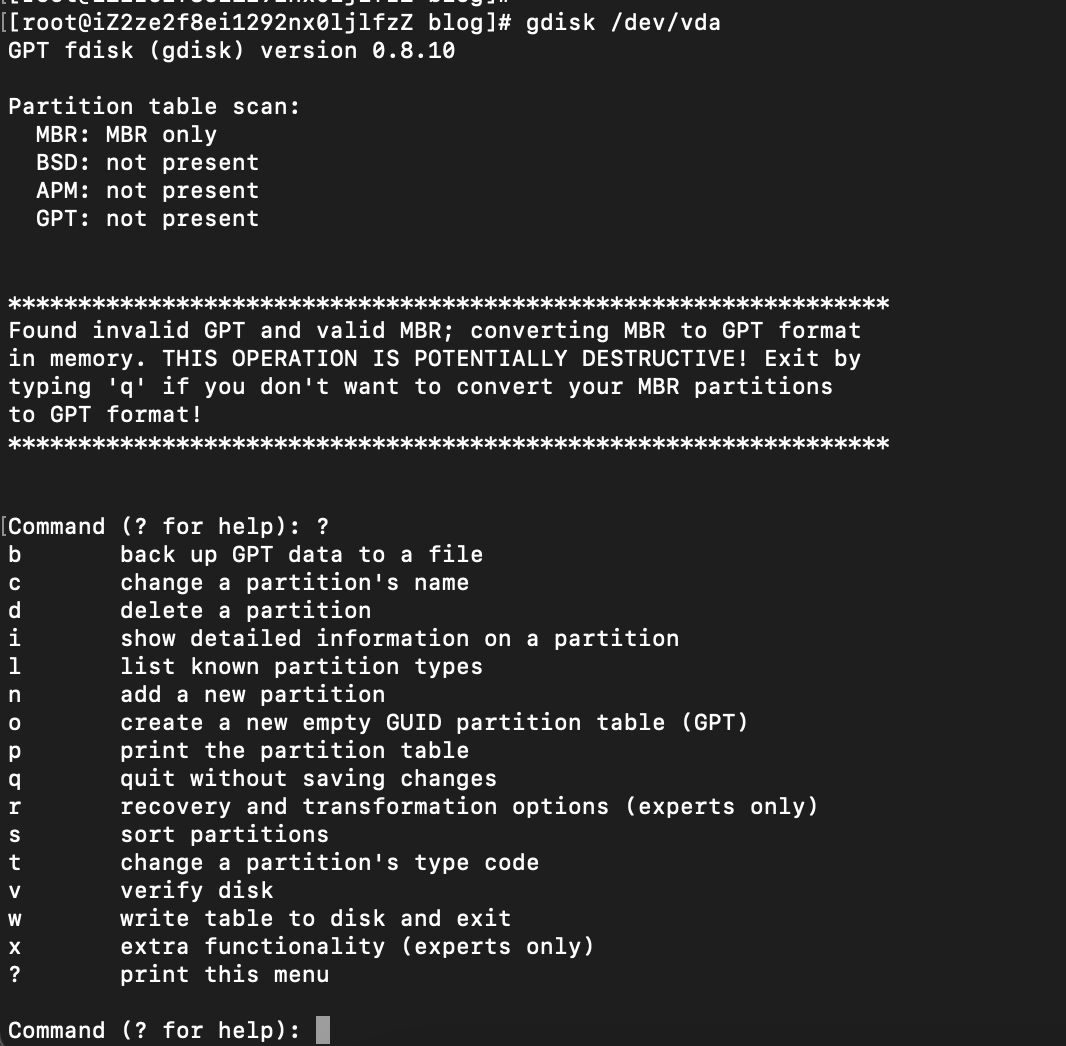 [[root@iZ2ze2f8ei1292nx0ljlfzZ blog]# gdisk /dev/vda
GPT fdisk (gdisk) version 0.8.10
Partition table scan:
  MBR: MBR only
  BSD: not present
  APM: not present
  GPT: not present
***************************************************************
Found invalid GPT and valid MBR; converting MBR to GPT format
in memory. THIS OPERATION IS POTENTIALLY DESTRUCTIVE! Exit by
typing 'q' if you don't want to convert your MBR partitions
to GPT format!
***************************************************************
[Command (? for help): ?
b       back up GPT data to a file
c       change a partition's name
d       delete a partition
i       show detailed information on a partition
l       list known partition types
n       add a new partition
o       create a new empty GUID partition table (GPT)
p       print the partition table
q       quit without saving changes
r       recovery and transformation options (experts only)
s       sort partitions
t       change a partition's type code
v       verify disk
w       write table to disk and exit
x       extra functionality (experts only)
?       print this menu
Command (? for help):